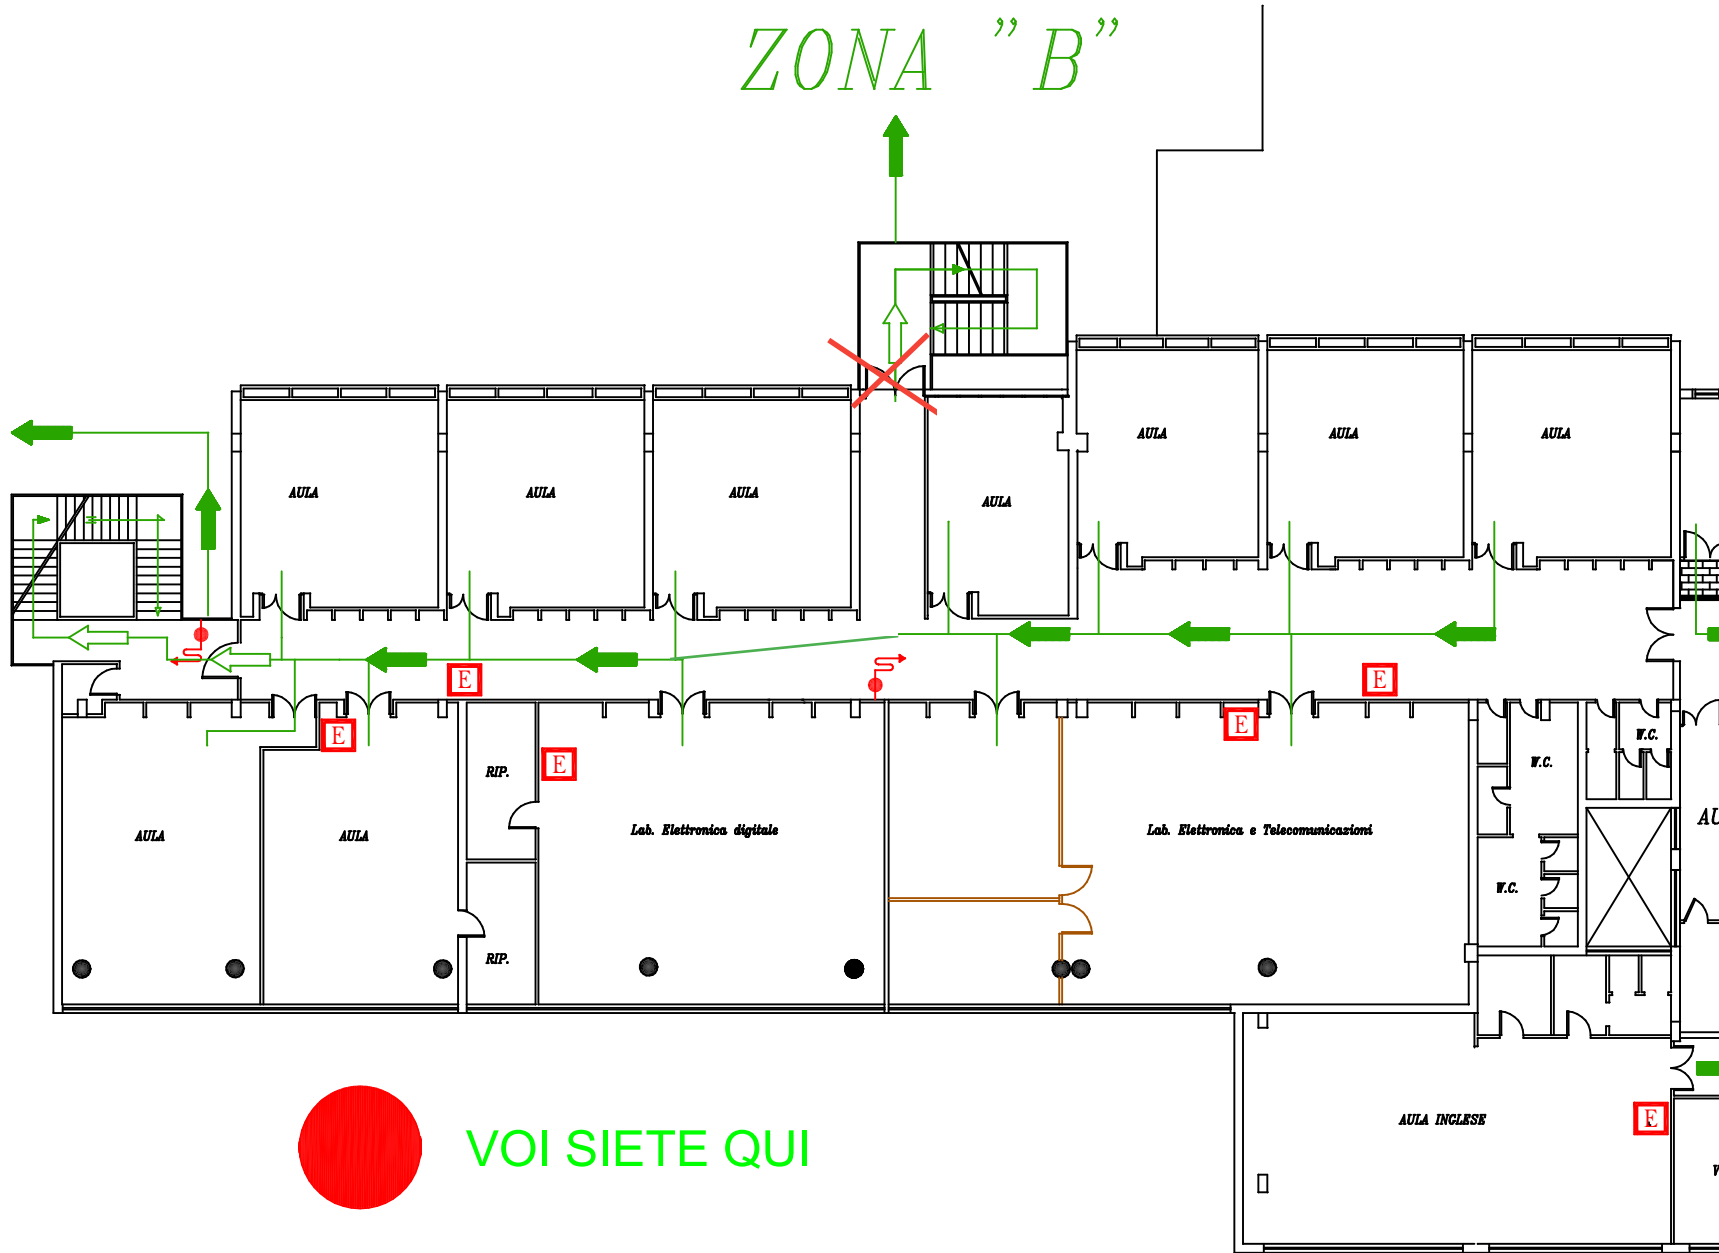 ZONA "B"
AULA
AULA
AULA
AULA
AULA
AULA
AULA
E
E
E
E
E
W.C.
W.C.
RIP.
AULA
AULA
Lab. Elettronica digitale
Lab. Elettronica e Telecomunicazioni
W.C.
RIP.
AULA INGLESE
E
VOI SIETE QUI